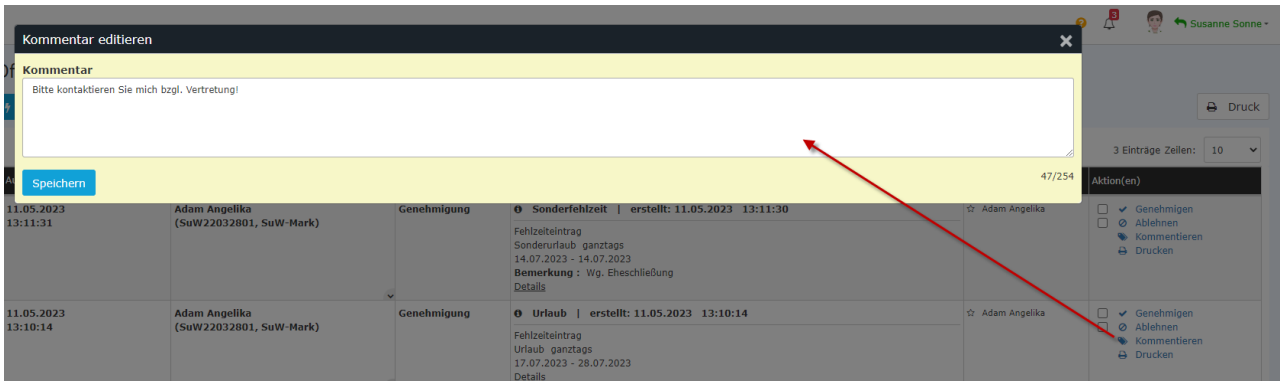 3
Susanne Sonne
Kommentar editieren
Kommentar
Bitte kontaktieren Sie mich bzgl. Vertretung!
Druck
3 Einträge Zeilen: 10
47/254
Speichern
Aktion(en)
11.05.2023
13:11:31
Adam Angelika
(SuW22032801, SuW-Mark)
Genehmigung
Sonderfehlzeit | erstellt: 11.05.2023 13:11:30
Fehlzeiteintrag
Sonderurlaub ganztags
14.07.2023 - 14.07.2023
Bemerkung : Wg. Eheschließung
Details
Adam Angelika
Genehmigen
Ablehnen
Kommentieren
Drucken
11.05.2023
13:10:14
Adam Angelika
(SuW22032801, SuW-Mark)
Genehmigung
Urlaub | erstellt: 11.05.2023 13:10:14
Fehlzeiteintrag
Urlaub ganztags
17.07.2023 - 28.07.2023
Details
Adam Angelika
Genehmigen
Ablehnen
Kommentieren
Drucken